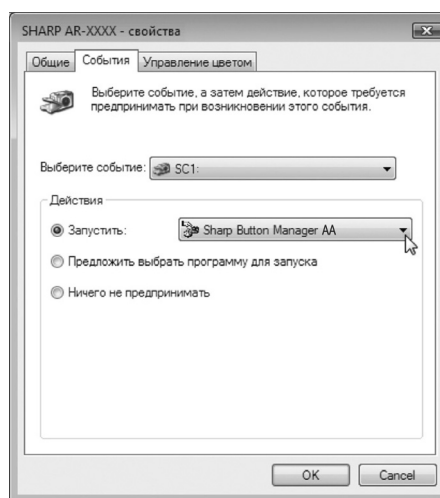 SHARP AR-XXXX - свойства
Общие События Управление цветом
Выберите событие, а затем действие, которое требуется
предпринимать при возникновении этого события.
Выберите событие: SC1:
Действия
Запустить: Sharp Button Manager AA
Предложить выбрать программу для запуска
Ничего не предпринимать
OK Cancel